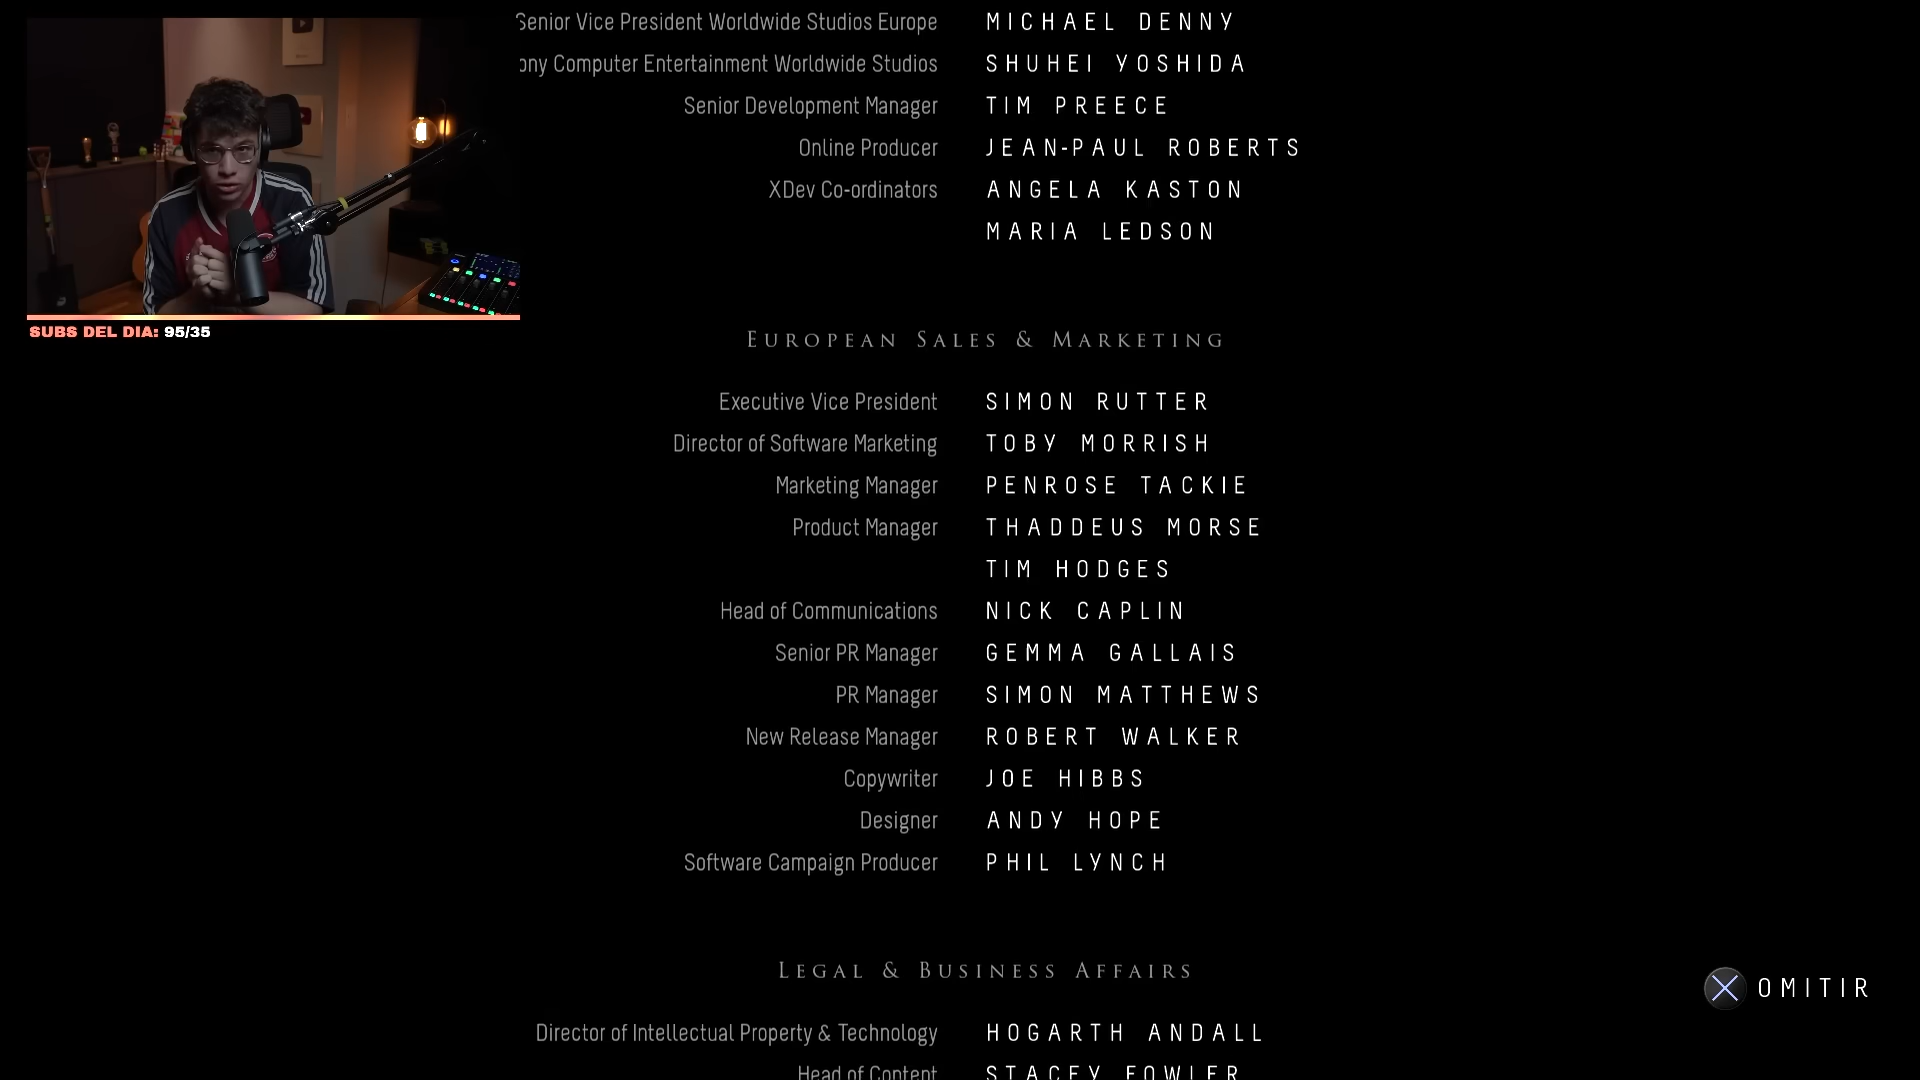 Senior Vice President Worldwide Studios Europe MICHAEL DENNY
ony Computer Entertainment Worldwide Studios SHUHEI YOSHIDA
Senior Development Manager TIM PREECE
Online Producer JEAN-PAUL ROBERTS
XDev Co-ordinators ANGELA KASTON
MARIA LEDSON
SUBS DEL DIA: 95/35
EUROPEAN SALES & MARKETING
Executive Vice President SIMON RUTTER
Director of Software Marketing TOBY MORRISH
Marketing Manager PENROSE TACKIE
Product Manager THADDEUS MORSE
TIM HODGES
Head of Communications NICK CAPLIN
Senior PR Manager GEMMA GALLAIS
PR Manager SIMON MATTHEWS
New Release Manager ROBERT WALKER
Copywriter JOE HIBBS
Designer ANDY HOPE
Software Campaign Producer PHIL LYNCH
LEGAL & BUSINESS AFFAIRS
OMITIR
Director of Intellectual Property & Technology HOGARTH ANDALL
Head of Content STACEY FOWLER